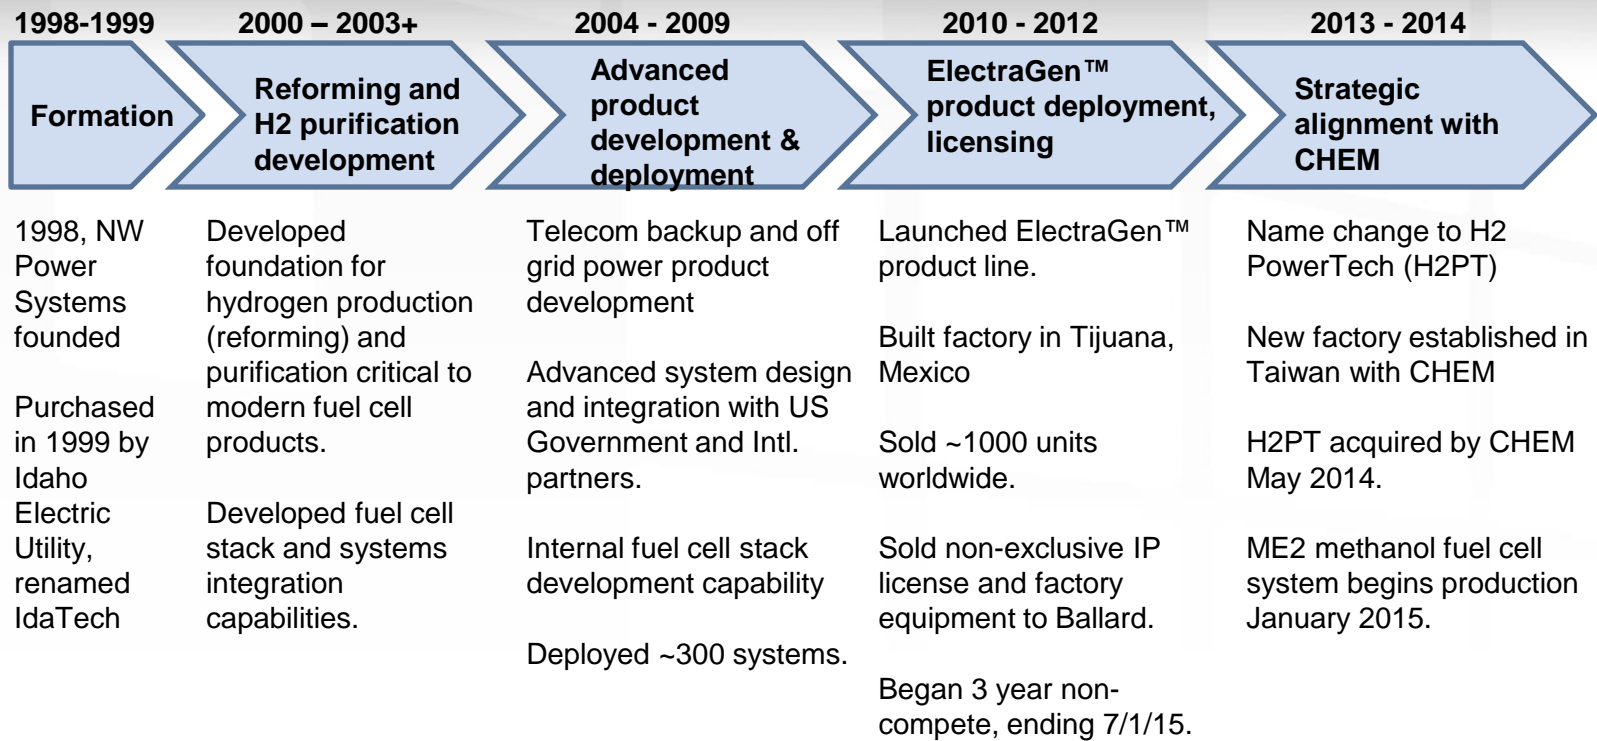 1998-1999
2000 – 2003+
2004 - 2009
2010 - 2012
2013 - 2014
Formation
Reforming and
H2 purification
development
Advanced
product
development &
deployment
ElectraGen™
product deployment,
licensing
Strategic
alignment with
CHEM
1998, NW
Power
Systems
founded
Purchased
in 1999 by
Idaho
Electric
Utility,
renamed
IdaTech
Developed
foundation for
hydrogen production
(reforming) and
purification critical to
modern fuel cell
products.
Developed fuel cell
stack and systems
integration
capabilities.
Telecom backup and off
grid power product
development
Advanced system design
and integration with US
Government and Intl.
partners.
Internal fuel cell stack
development capability
Deployed ~300 systems.
Launched ElectraGen™
product line.
Built factory in Tijuana,
Mexico
Sold ~1000 units
worldwide.
Sold non-exclusive IP
license and factory
equipment to Ballard.
Began 3 year non-
compete, ending 7/1/15.
Name change to H2
PowerTech (H2PT)
New factory established in
Taiwan with CHEM
H2PT acquired by CHEM
May 2014.
ME2 methanol fuel cell
system begins production
January 2015.